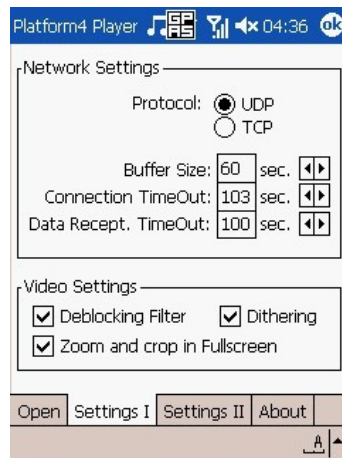 Platform4 Player GPRS 04:36 ok
Network Settings
Protocol: UDP
TCP
Buffer Size: 60 sec.
Connection TimeOut: 103 sec.
Data Recept. TimeOut: 100 sec.
Video Settings
Deblocking Filter Dithering
Zoom and crop in Fullscreen
Open Settings I Settings II About
A